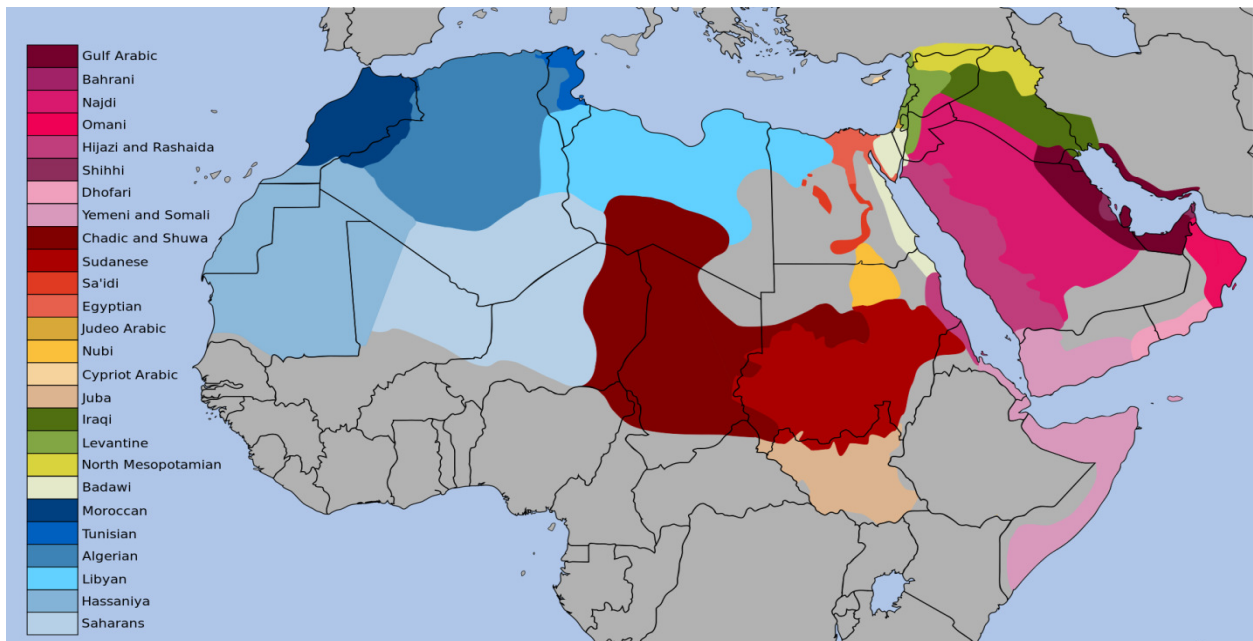 Gulf Arabic
Bahrani
Najdi
Omani
Hijazi and Rashaida
Shihhi
Dhofari
Yemeni and Somali
Chadic and Shuwa
Sudanese
Sa'idi
Egyptian
Judeo Arabic
Nubi
Cypriot Arabic
Juba
Iraqi
Levantine
North Mesopotamian
Badawi
Moroccan
Tunisian
Algerian
Libyan
Hassaniya
Saharans